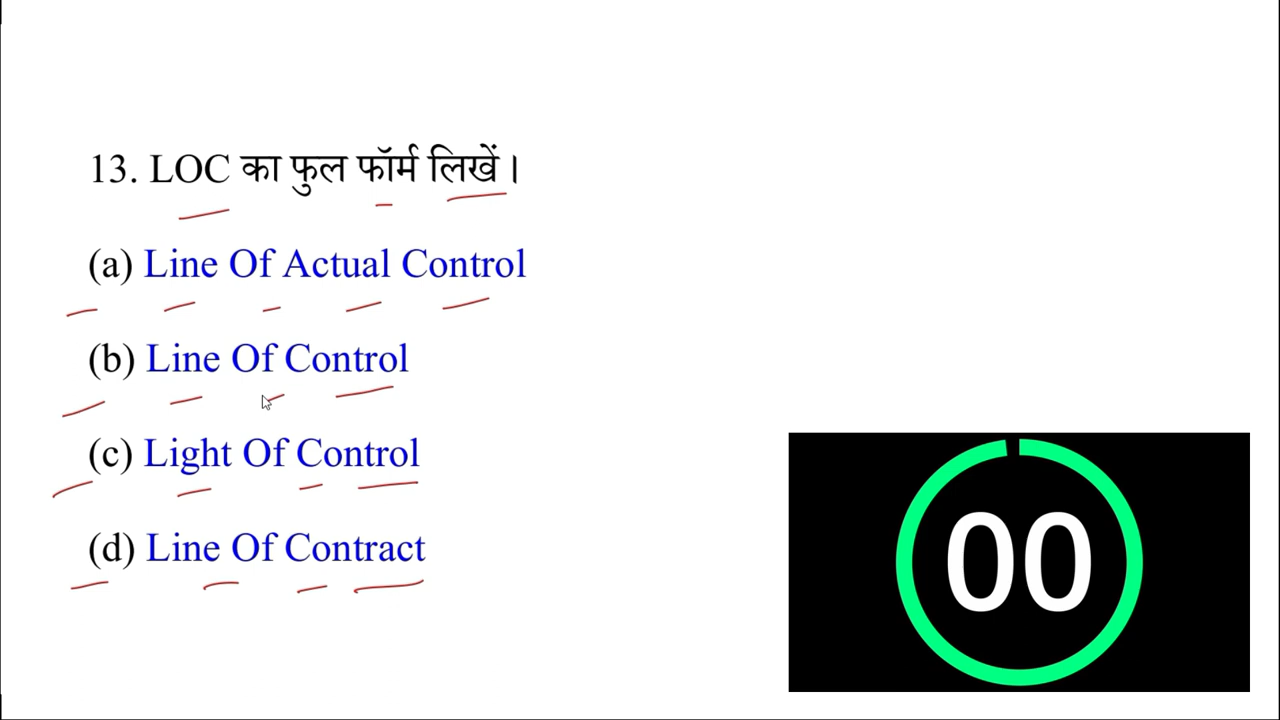 13. LOC का फुल फॉर्म लिखें।
(a) Line Of Actual Control
(b) Line Of Control
(c) Light Of Control
(d) Line Of Contract
00